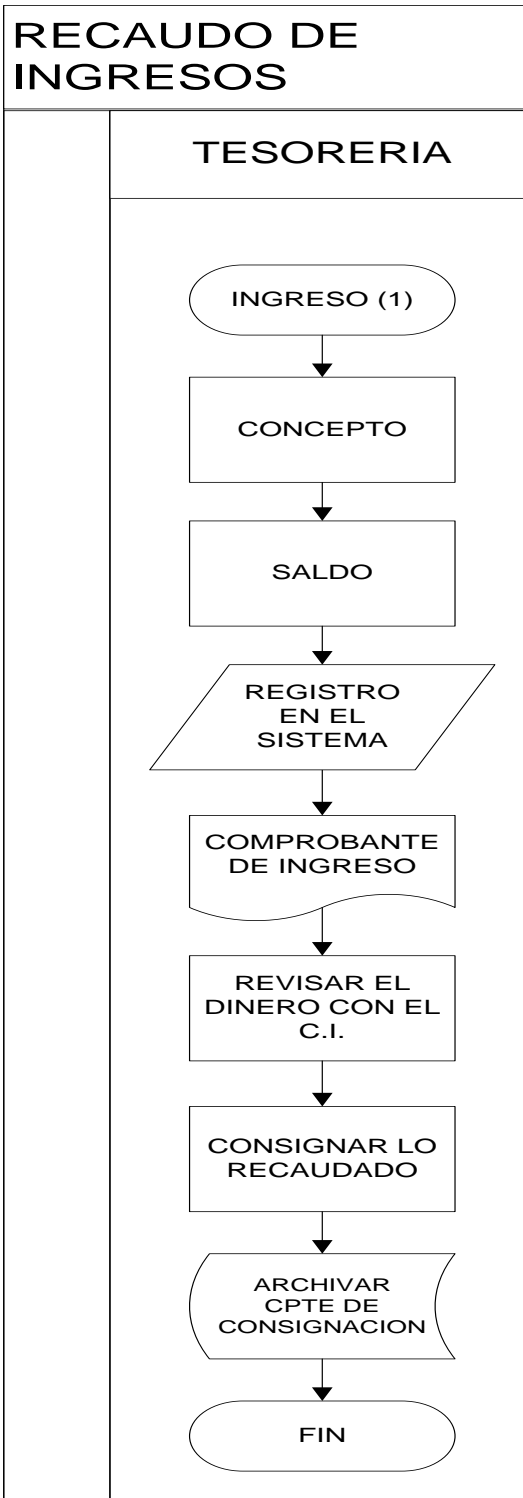 RECAUDO DE
INGRESOS
TESORERIA
INGRESO (1)
CONCEPTO
SALDO
REGISTRO
EN EL
SISTEMA
COMPROBANTE
DE INGRESO
REVISAR EL
DINERO CON EL
C.I.
CONSIGNAR LO
RECAUDADO
ARCHIVAR
CPTE DE
CONSIGNACION
FIN